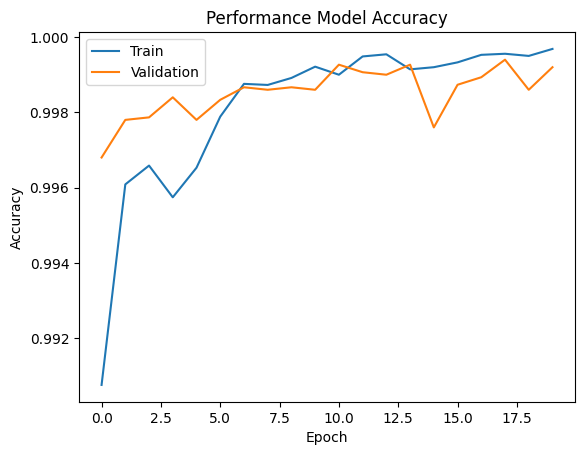 Performance Model Accuracy
Train
Validation
1.000
0.998
0.996
0.994
0.992
Accuracy
0.0 2.5 5.0 7.5 10.0 12.5 15.0 17.5
Epoch